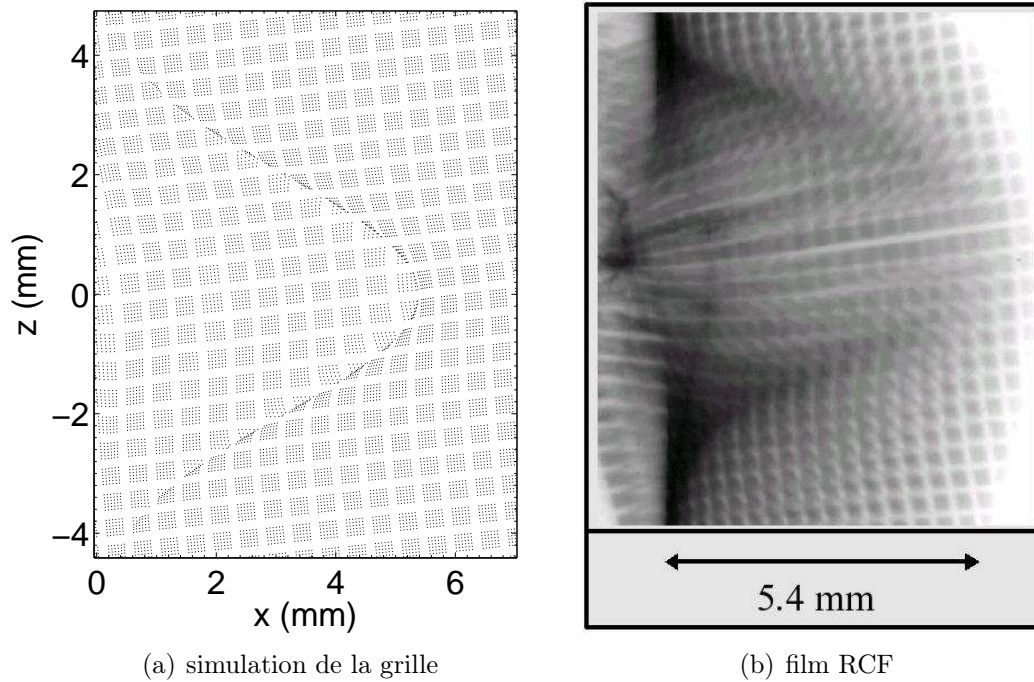 4
2
0
−2
−4
z (mm)
0 2 4 6
x (mm)
5.4 mm
(a) simulation de la grille
(b) film RCF